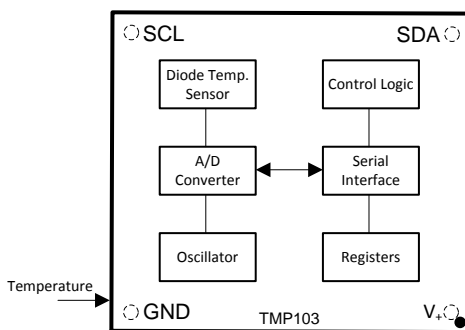 SCL
SDA
Diode Temp.
Sensor
Control Logic
A/D
Converter
Serial
Interface
Oscillator
Registers
Temperature
GND
TMP103
V+